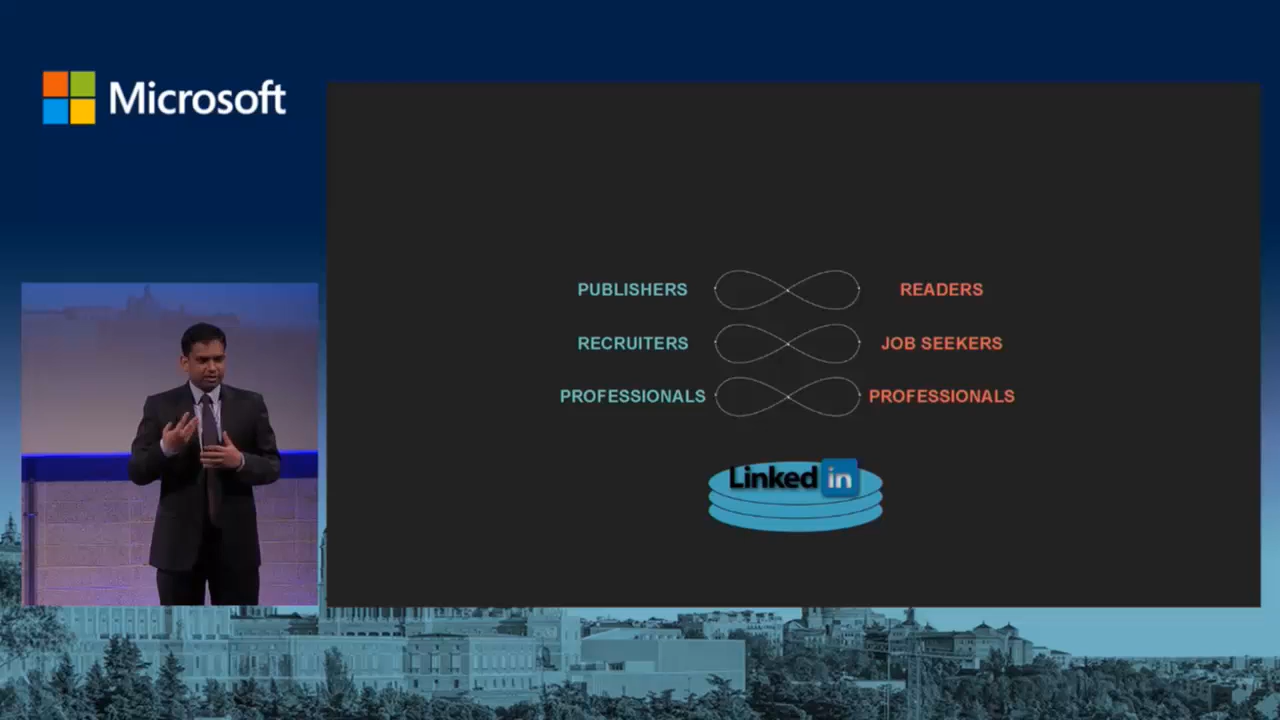 Microsoft
PUBLISHERS READERS
RECRUITERS JOB SEEKERS
PROFESSIONALS PROFESSIONALS
Linked in